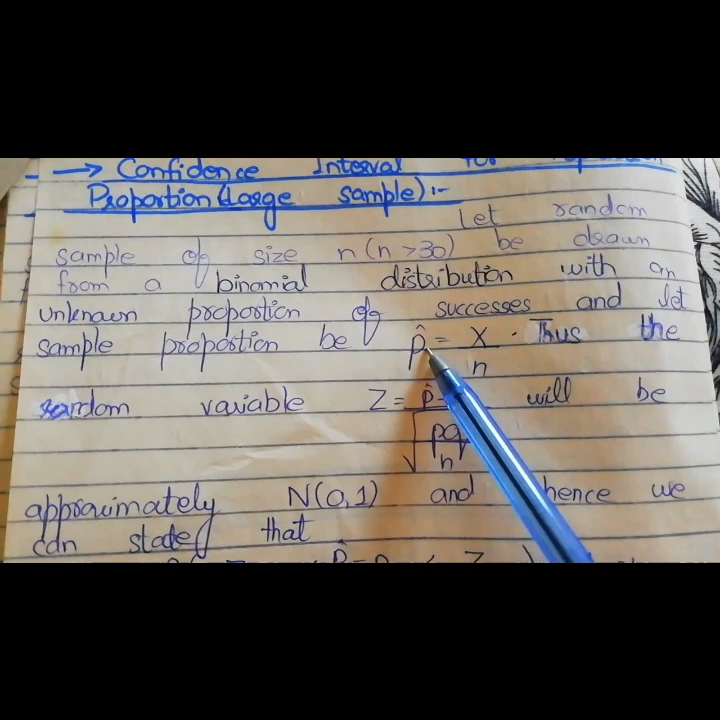 → Confidence Interval for
Proportion (Large sample):-
Let random
sample of size n (n >30) be drawn
from a binomial distribution with an
unknown proportion of successes and let
sample proportion be p̂ = X/n . Thus the
random variable Z = p̂- / √pq/n will be
approximately N(0,1) and hence we
can state that